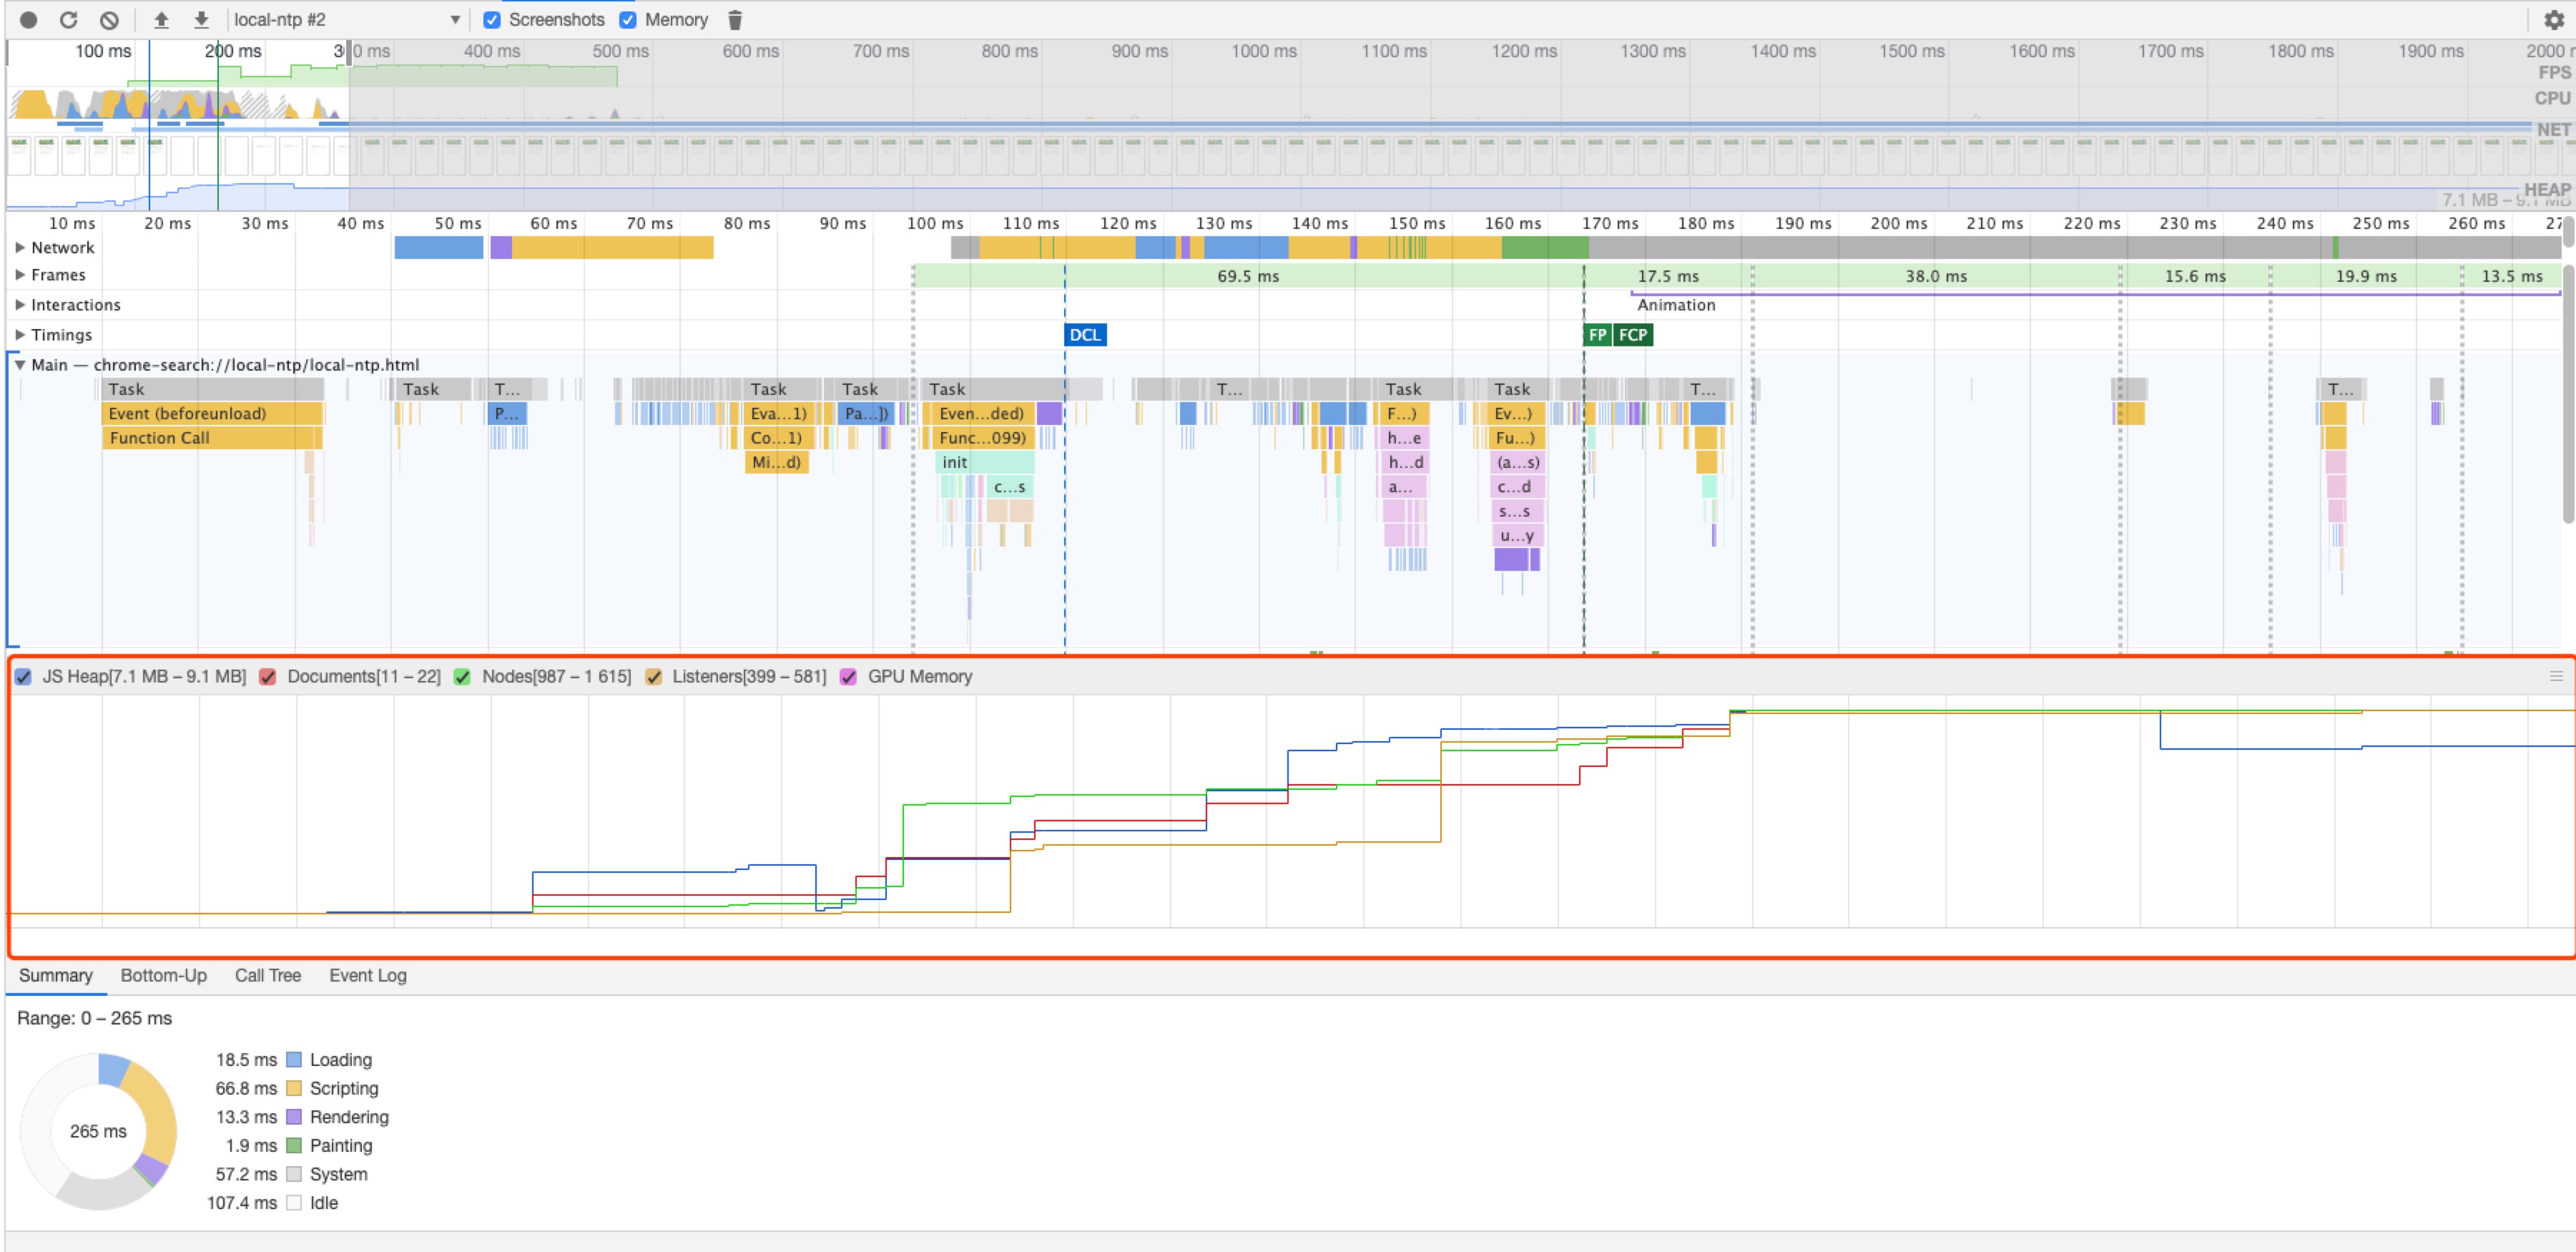 local-ntp #2 Screenshots Memory
100 ms 200 ms 3 0 ms 400 ms 500 ms 600 ms 700 ms 800 ms 900 ms 1000 ms 1100 ms 1200 ms 1300 ms 1400 ms 1500 ms 1600 ms 1700 ms 1800 ms 1900 ms 2000
FPS
CPU
NET
HEAP
7.1 MB – 9.1 MB
10 ms 20 ms 30 ms 40 ms 50 ms 60 ms 70 ms 80 ms 90 ms 100 ms 110 ms 120 ms 130 ms 140 ms 150 ms 160 ms 170 ms 180 ms 190 ms 200 ms 210 ms 220 ms 230 ms 240 ms 250 ms 260 ms 27
Network
Frames 69.5 ms 17.5 ms 38.0 ms 15.6 ms 19.9 ms 13.5 ms
Interactions Animation
Timings DCL FP FCP
Main — chrome-search://local-ntp/local-ntp.html
Task Task T... Task Task Task T... Task Task T... T...
Event (beforeunload) P... Eva...1) Pa...]) Even...ded) F...) Ev...)
Function Call Co...1) Func...099) h...e Fu...)
Mi...d) init h...d (a...s)
c...s a... c...d
s...s
u...y
JS Heap[7.1 MB – 9.1 MB] Documents[11 – 22] Nodes[987 – 1 615] Listeners[399 – 581] GPU Memory
Summary Bottom-Up Call Tree Event Log
Range: 0 – 265 ms
18.5 ms Loading
66.8 ms Scripting
13.3 ms Rendering
265 ms
1.9 ms Painting
57.2 ms System
107.4 ms Idle